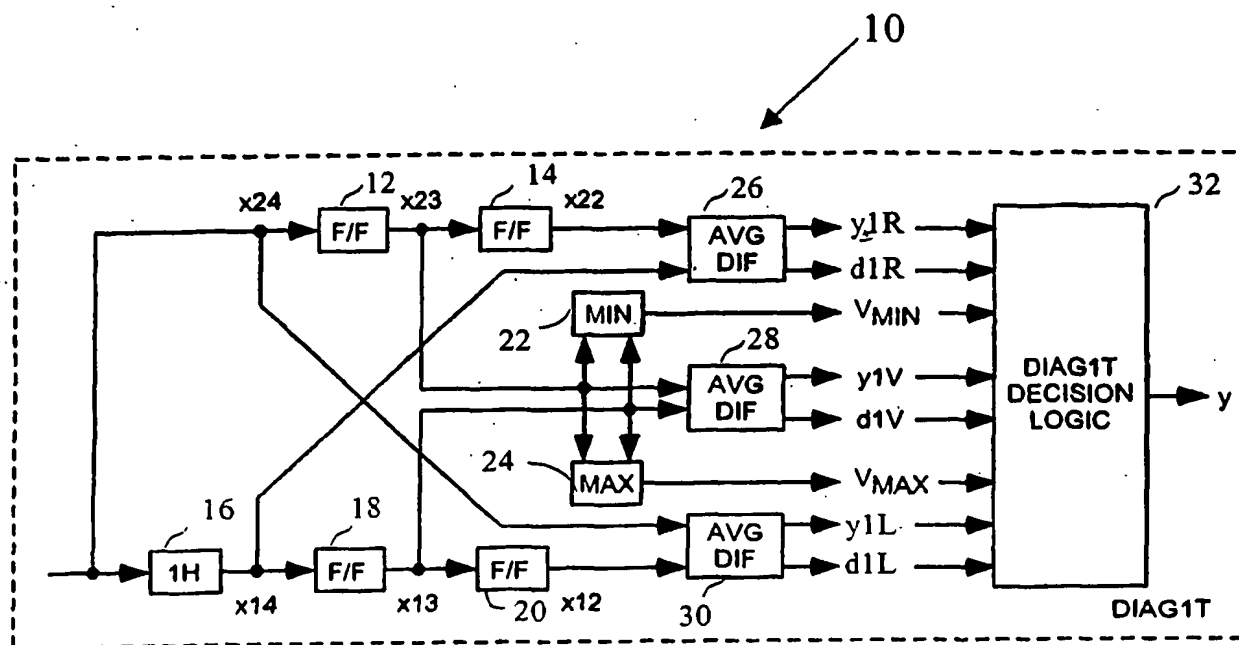 10
12
14
26
32
x24
x23
x22
F/F
F/F
AVG
DIF
y1R
d1R
22
MIN
VMIN
28
AVG
DIF
y1V
d1V
DIAG1T
DECISION
LOGIC
y
24
MAX
VMAX
16
18
AVG
DIF
y1L
d1L
1H
F/F
F/F
x14
x13
20
x12
30
DIAG1T